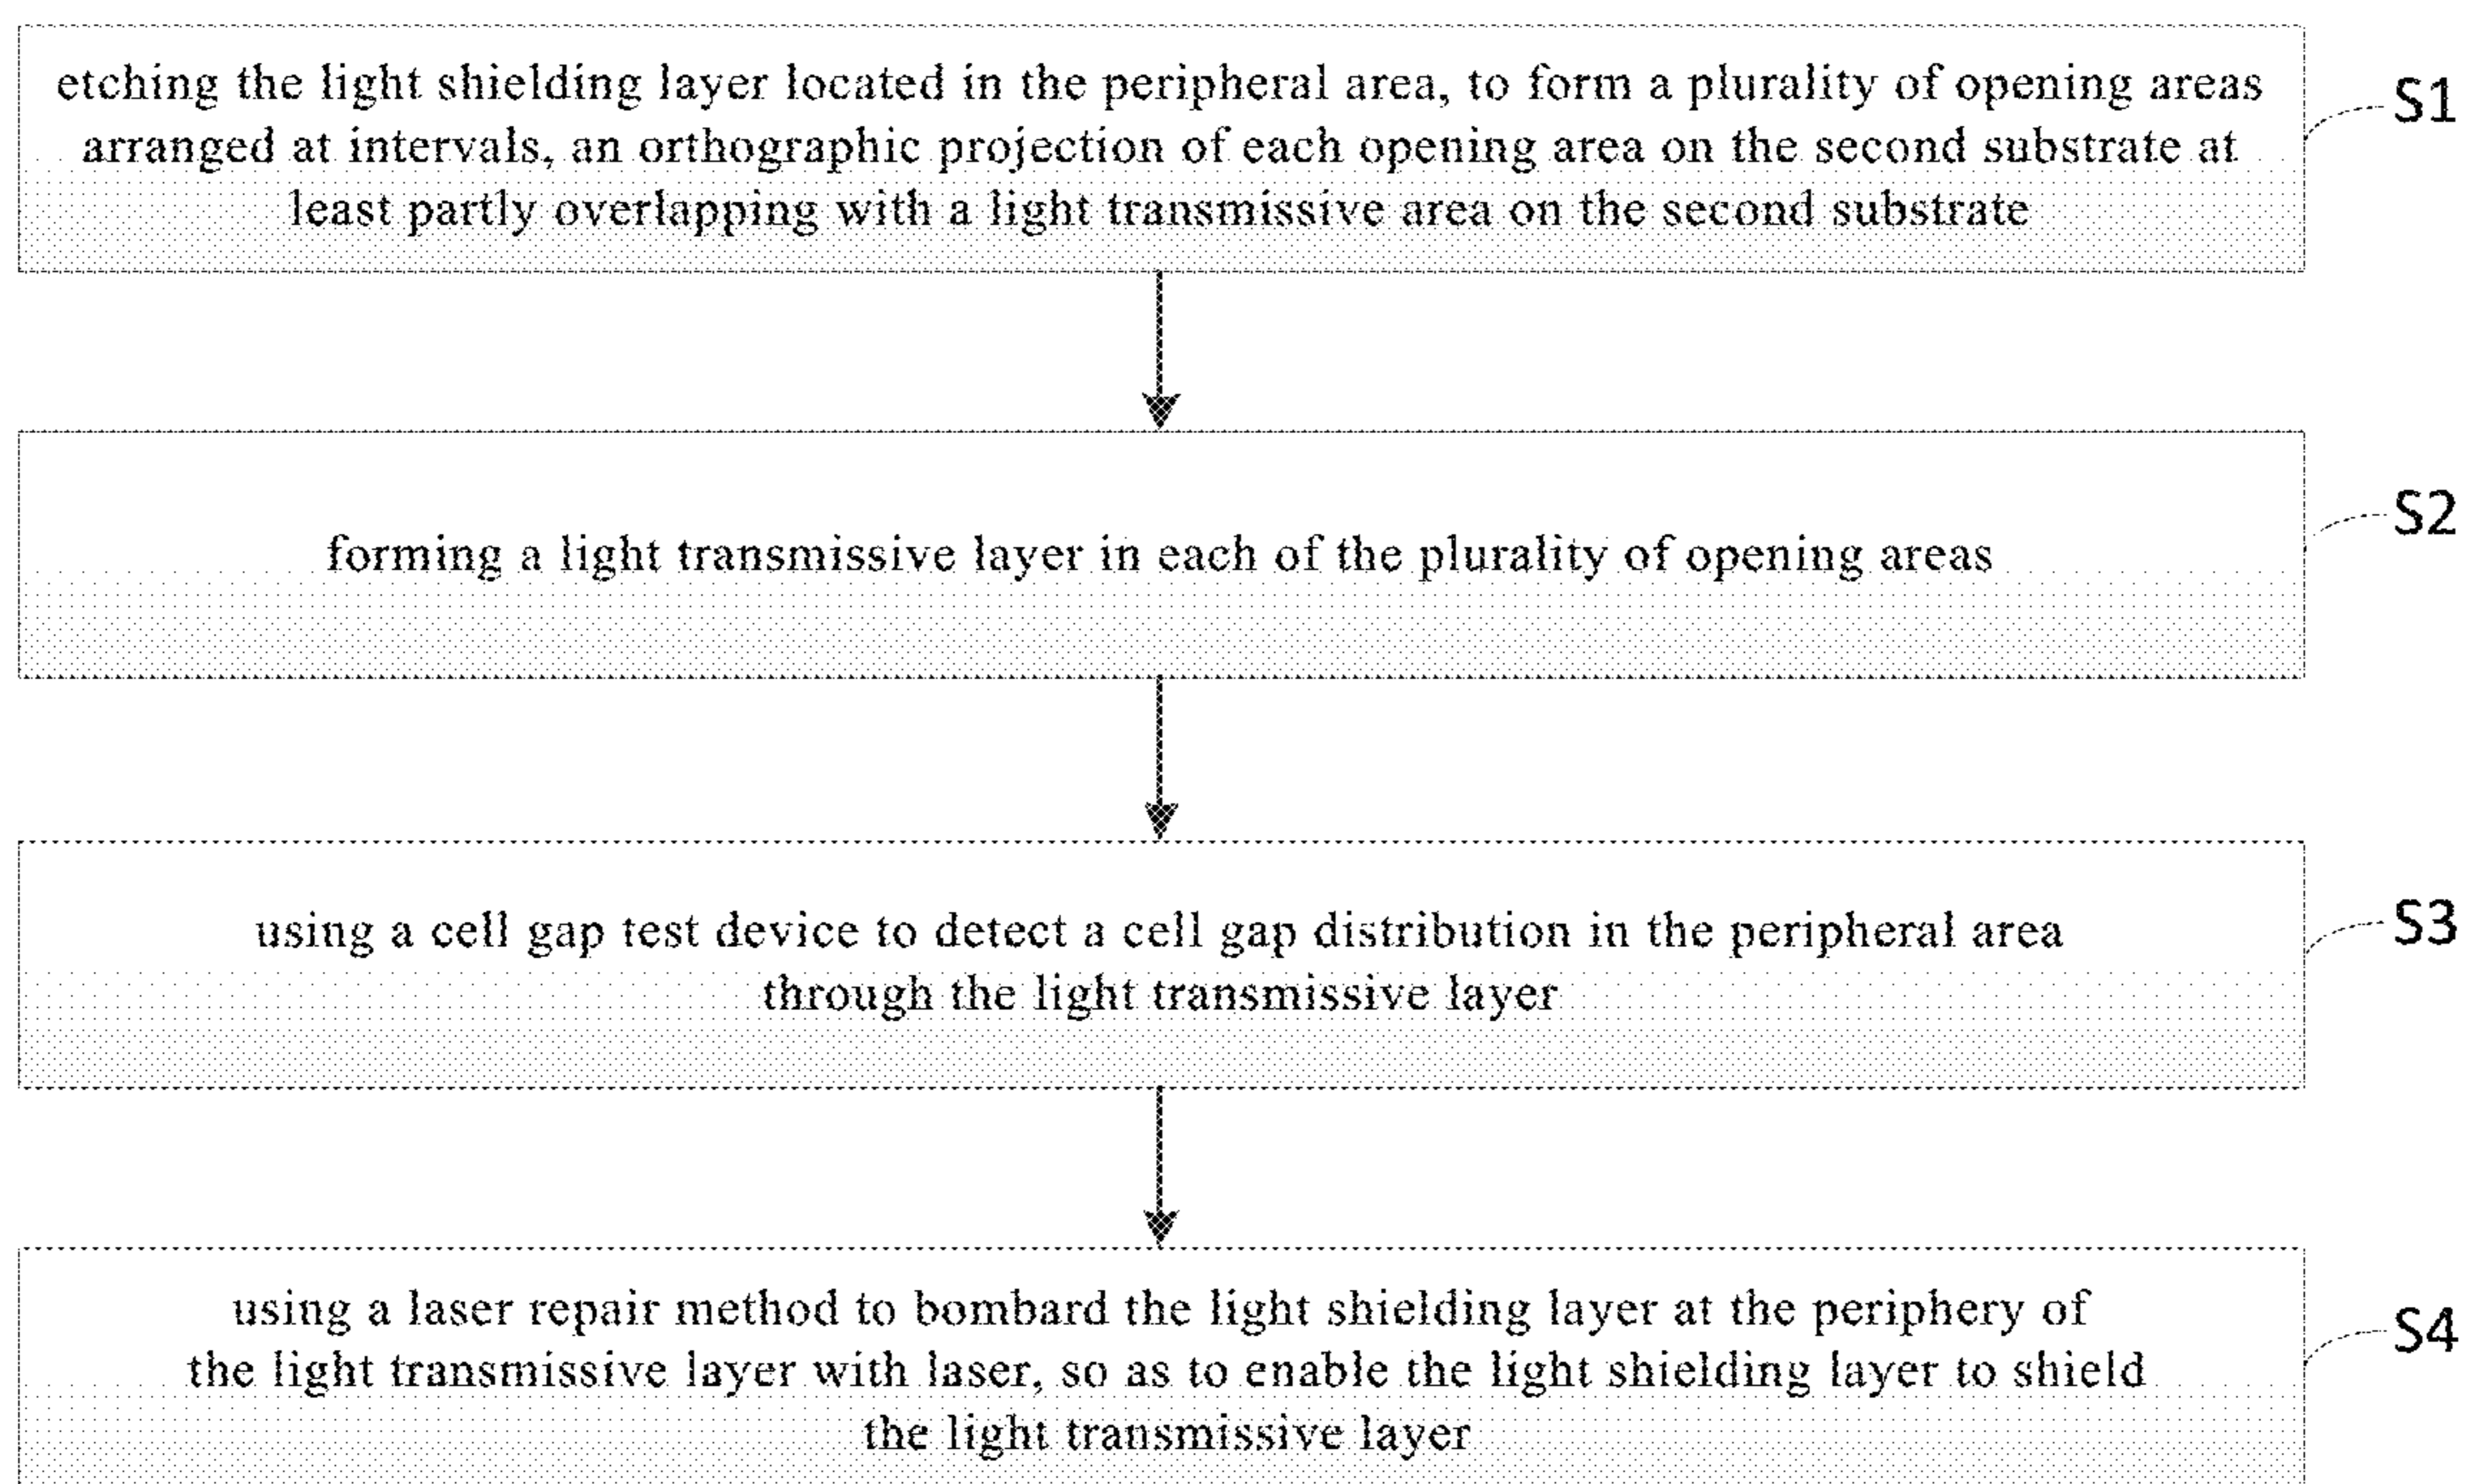 etching the light shielding layer located in the peripheral area, to form a plurality of opening areas
arranged at intervals, an orthographic projection of each opening area on the second substrate at
least partly overlapping with a light transmissive area on the second substrate
S1
forming a light transmissive layer in each of the plurality of opening areas
S2
using a cell gap test device to detect a cell gap distribution in the peripheral area
through the light transmissive layer
S3
using a laser repair method to bombard the light shielding layer at the periphery of
the light transmissive layer with laser, so as to enable the light shielding layer to shield
the light transmissive layer
S4